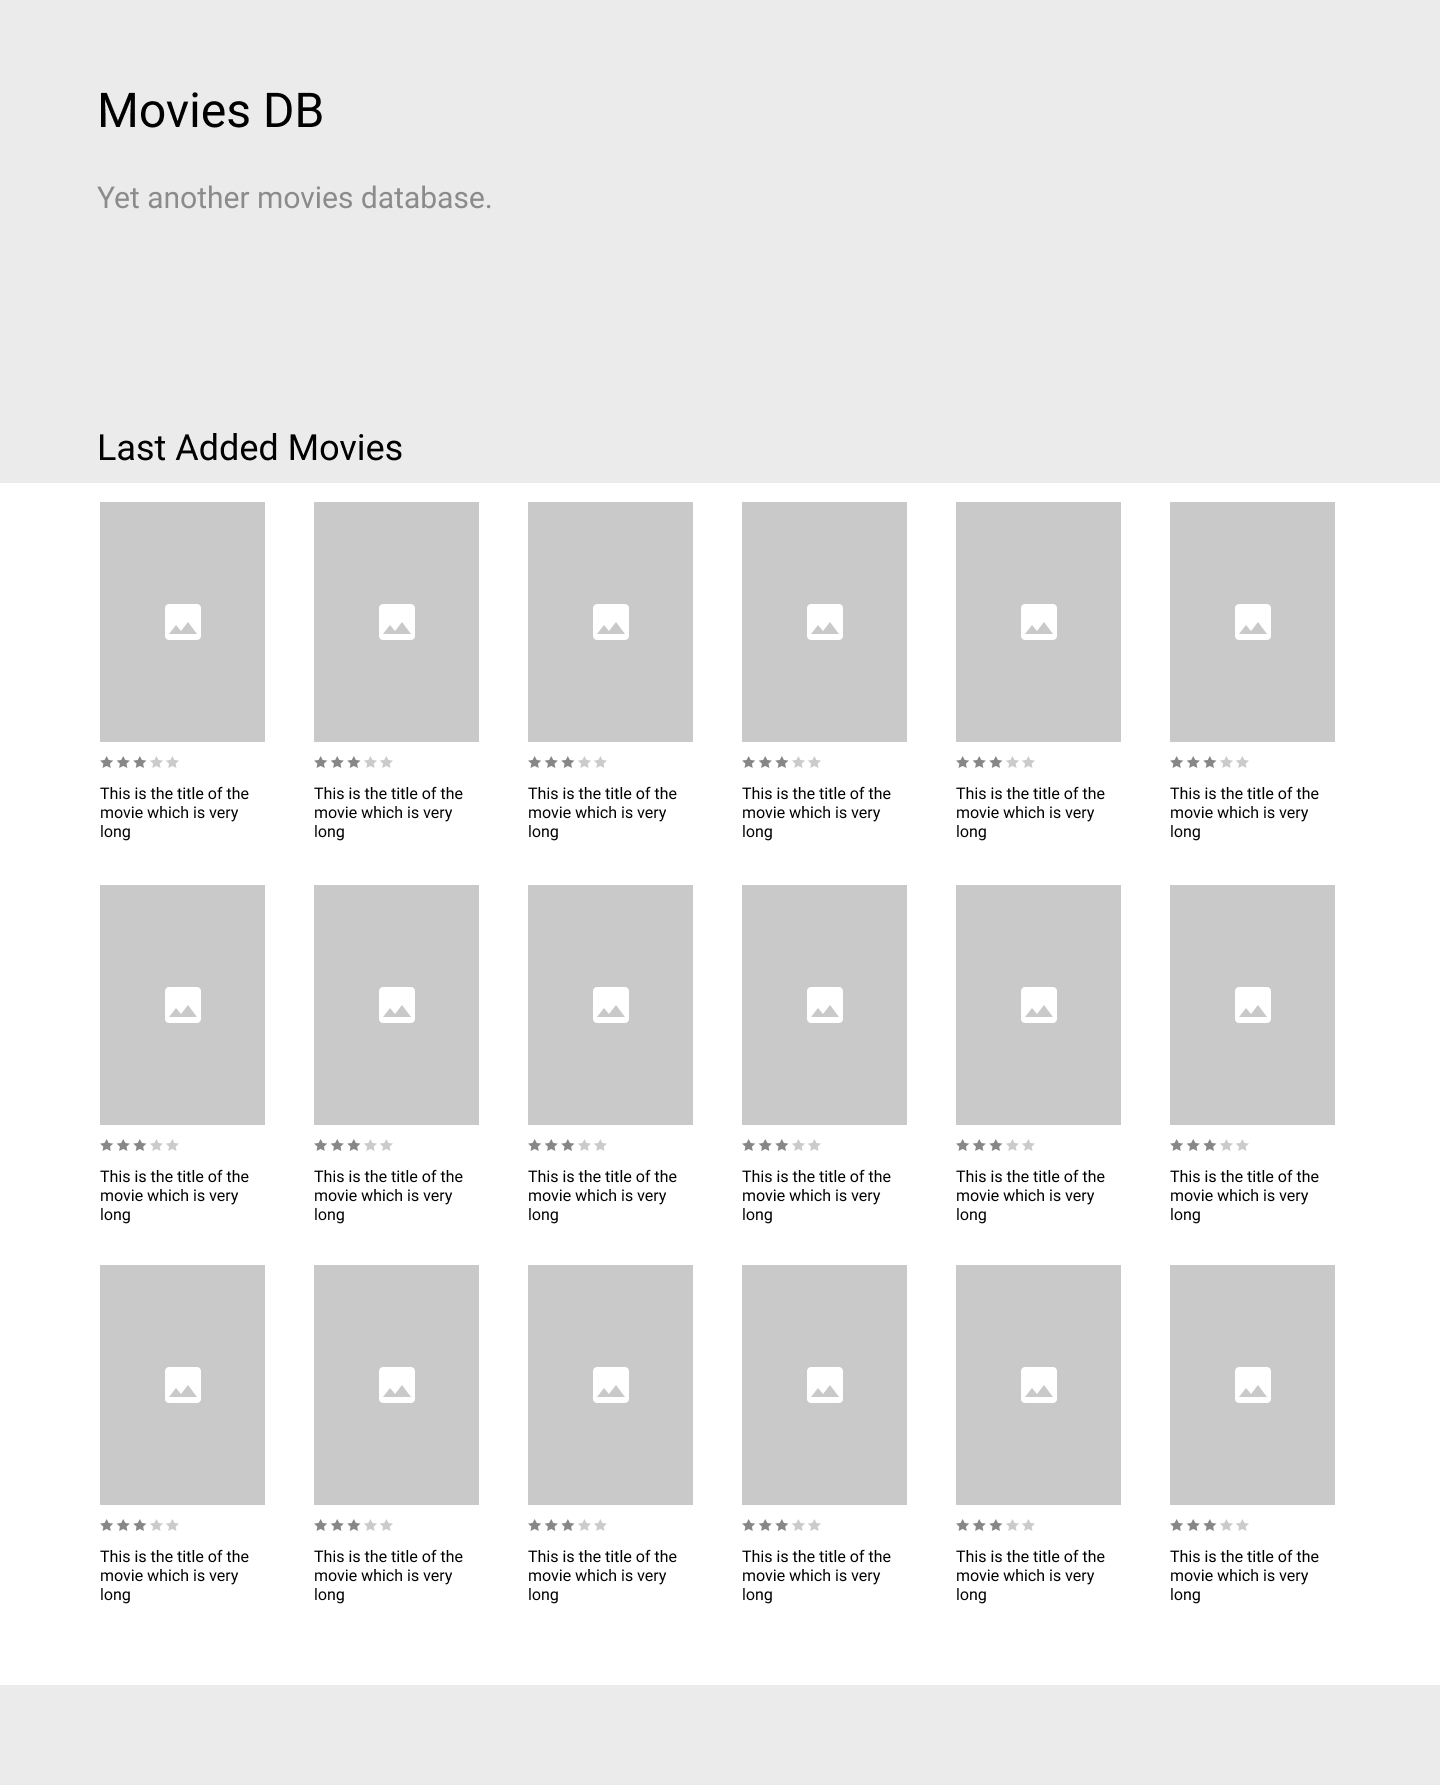 Movies DB
Yet another movies database.
Last Added Movies
This is the title of the
movie which is very
long
This is the title of the
movie which is very
long
This is the title of the
movie which is very
long
This is the title of the
movie which is very
long
This is the title of the
movie which is very
long
This is the title of the
movie which is very
long
This is the title of the
movie which is very
long
This is the title of the
movie which is very
long
This is the title of the
movie which is very
long
This is the title of the
movie which is very
long
This is the title of the
movie which is very
long
This is the title of the
movie which is very
long
This is the title of the
movie which is very
long
This is the title of the
movie which is very
long
This is the title of the
movie which is very
long
This is the title of the
movie which is very
long
This is the title of the
movie which is very
long
This is the title of the
movie which is very
long